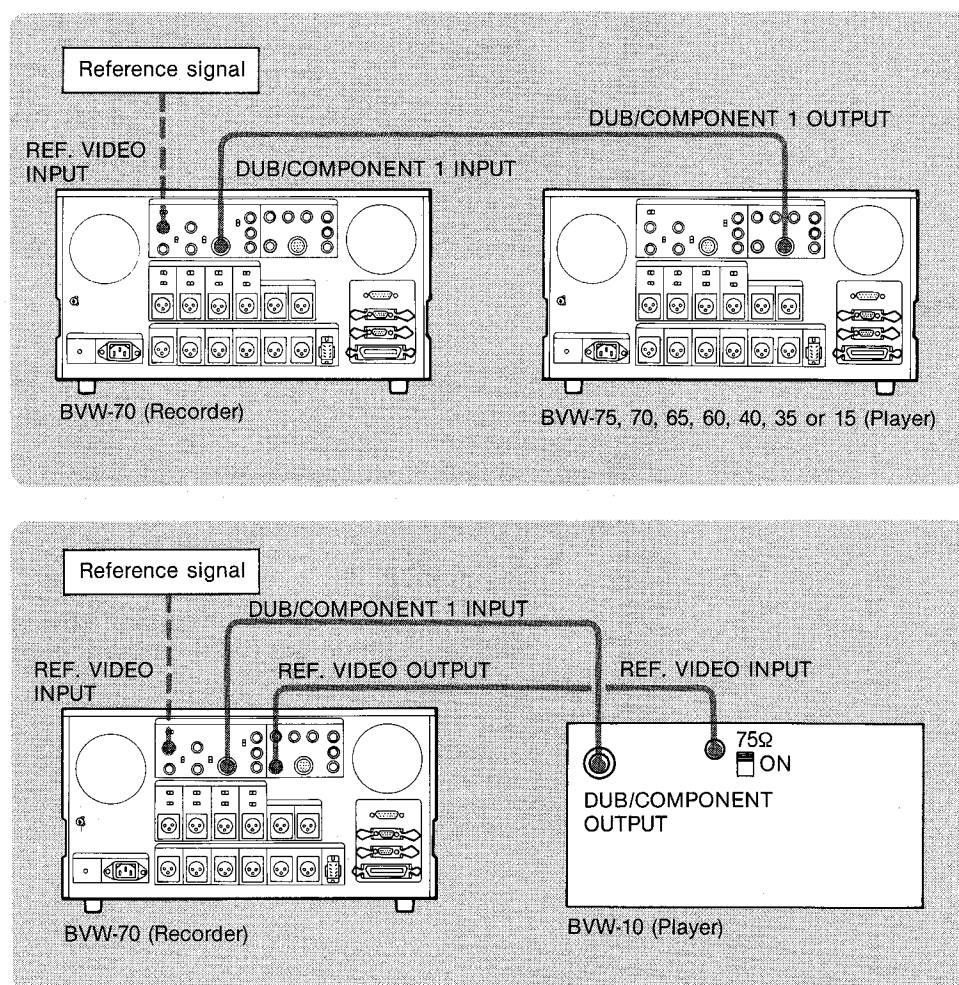 Reference signal
DUB/COMPONENT 1 OUTPUT
REF. VIDEO
INPUT
DUB/COMPONENT 1 INPUT
BVW-70 (Recorder)
BVW-75, 70, 65, 60, 40, 35 or 15 (Player)
Reference signal
DUB/COMPONENT 1 INPUT
REF. VIDEO
INPUT
REF. VIDEO OUTPUT
REF. VIDEO INPUT
75Ω
ON
DUB/COMPONENT
OUTPUT
BVW-70 (Recorder)
BVW-10 (Player)